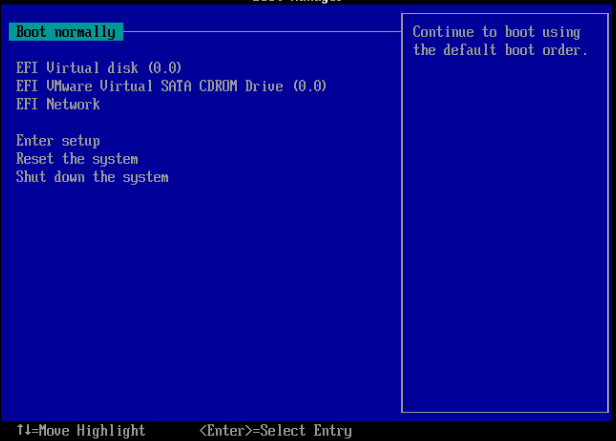 Boot Manager
Boot normally
EFI Virtual disk (0.0)
EFI VMware Virtual SATA CDROM Drive (0.0)
EFI Network
Enter setup
Reset the system
Shut down the system
Continue to boot using
the default boot order.
↑↓=Move Highlight <Enter>=Select Entry